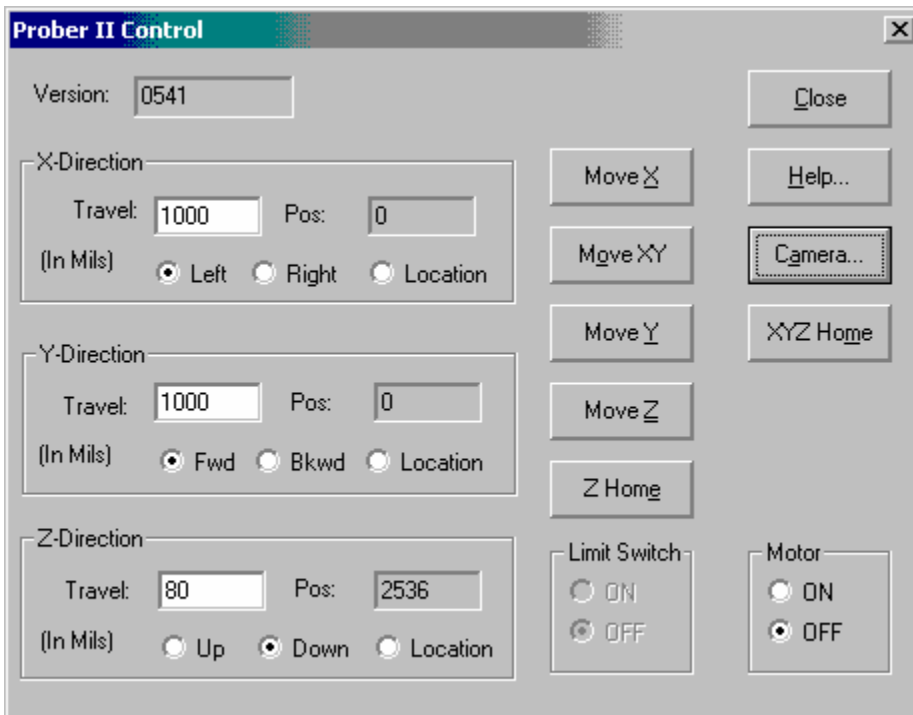 Prober II Control
Version: 0541
Close
X-Direction
Travel: 1000 Pos: 0
(In Mils) Left Right Location
Move X
Help...
Move XY
Camera...
Y-Direction
Travel: 1000 Pos: 0
(In Mils) Fwd Bkwd Location
Move Y
XYZ Home
Move Z
Z Home
Z-Direction
Travel: 80 Pos: 2536
(In Mils) Up Down Location
Limit Switch
ON
OFF
Motor
ON
OFF